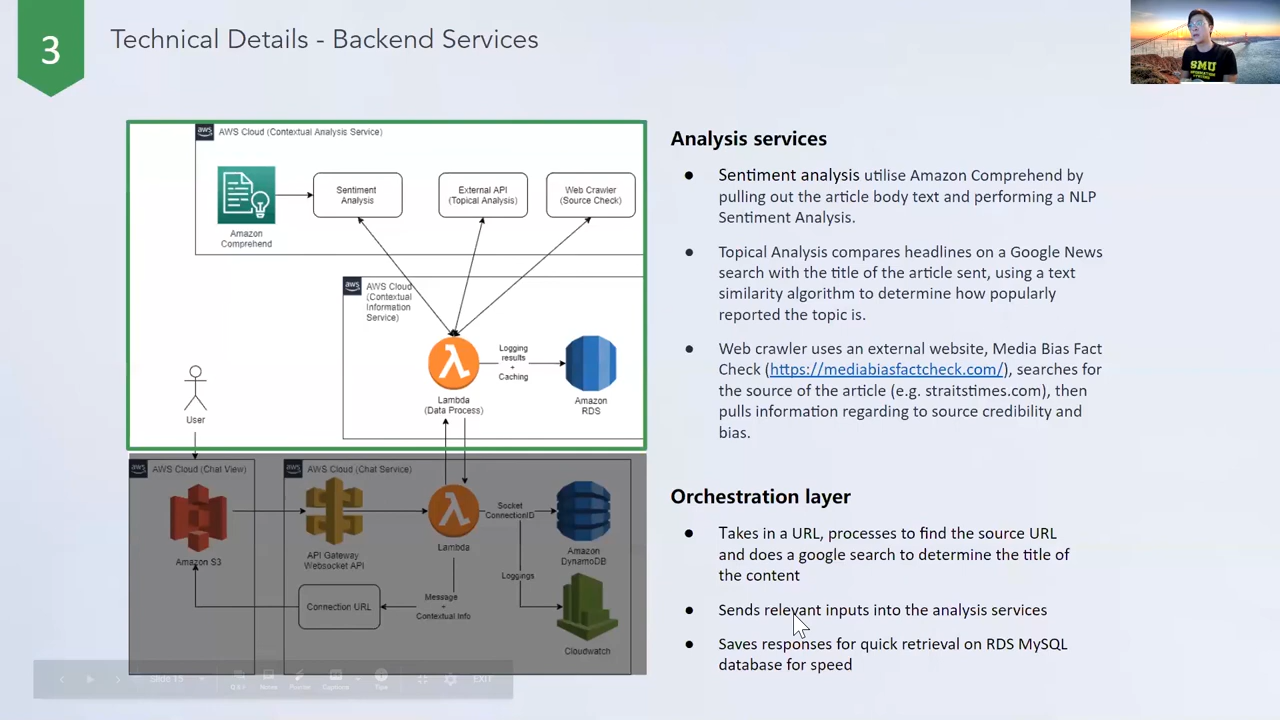 3
Technical Details - Backend Services
SMU
aws
AWS Cloud (Contextual Analysis Service)
Sentiment
Analysis
External API
(Topical Analysis)
Web Crawler
(Source Check)
Amazon
Comprehend
aws
AWS Cloud
(Contextual
Information
Service)
Logging
results
+
Caching
Lambda
(Data Process)
Amazon
RDS
User
aws
AWS Cloud (Chat View)
aws
AWS Cloud (Chat Service)
Amazon S3
API Gateway
Websocket API
Lambda
Socket
ConnectionID
Amazon
DynamoDB
Loggings
Connection URL
Message
+
Contextual Info
Cloudwatch
Slide 15
EXIT
Analysis services
● Sentiment analysis utilise Amazon Comprehend by
pulling out the article body text and performing a NLP
Sentiment Analysis.
● Topical Analysis compares headlines on a Google News
search with the title of the article sent, using a text
similarity algorithm to determine how popularly
reported the topic is.
● Web crawler uses an external website, Media Bias Fact
Check (https://mediabiasfactcheck.com/), searches for
the source of the article (e.g. straitstimes.com), then
pulls information regarding to source credibility and
bias.
Orchestration layer
● Takes in a URL, processes to find the source URL
and does a google search to determine the title of
the content
● Sends relevant inputs into the analysis services
● Saves responses for quick retrieval on RDS MySQL
database for speed